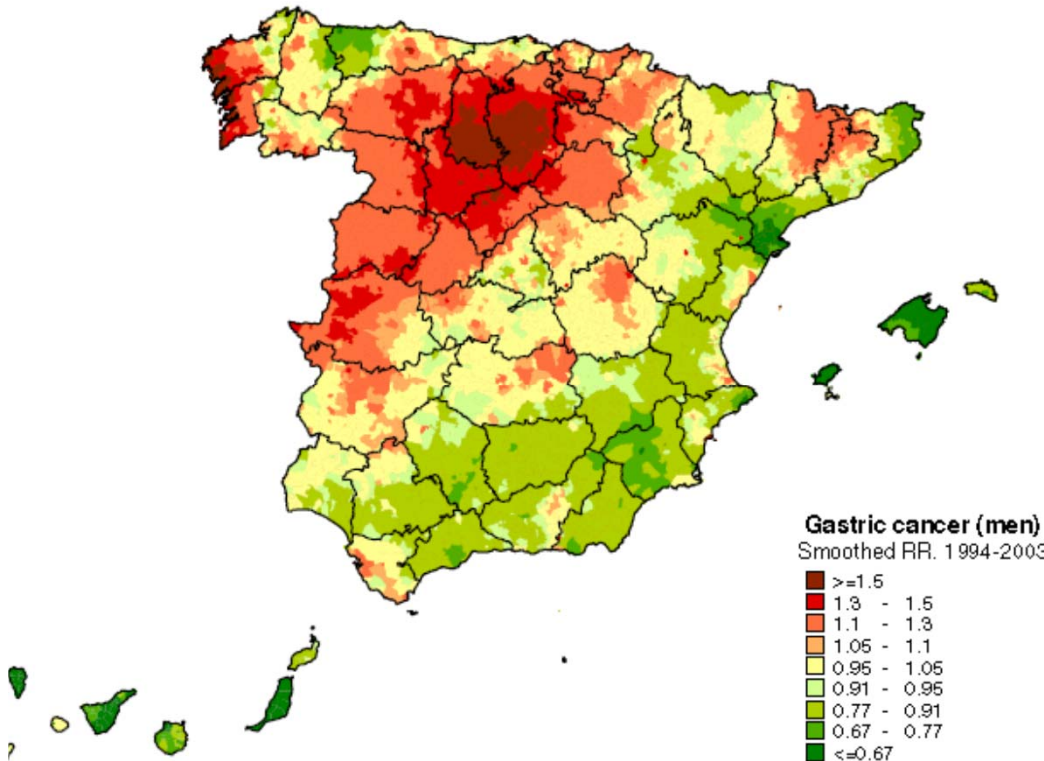 Gastric cancer (men)
Smoothed RR. 1994-2003
>=1.5
1.3 - 1.5
1.1 - 1.3
1.05 - 1.1
0.95 - 1.05
0.91 - 0.95
0.77 - 0.91
0.67 - 0.77
<=0.67